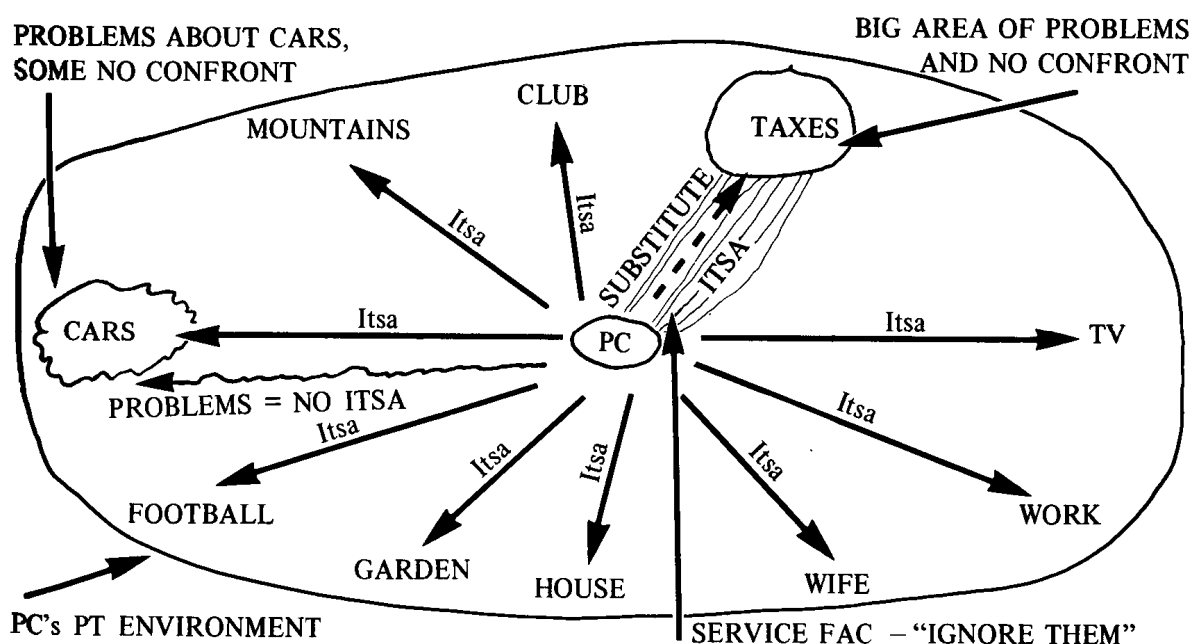 PROBLEMS ABOUT CARS,
SOME NO CONFRONT
BIG AREA OF PROBLEMS
AND NO CONFRONT
CLUB
MOUNTAINS
TAXES
Itsa
Itsa
SUBSTITUTE
ITSA
CARS
Itsa
PC
Itsa
TV
PROBLEMS = NO ITSA
Itsa
Itsa
Itsa
Itsa
Itsa
FOOTBALL
WORK
GARDEN
HOUSE
WIFE
PC's PT ENVIRONMENT
SERVICE FAC – "IGNORE THEM"